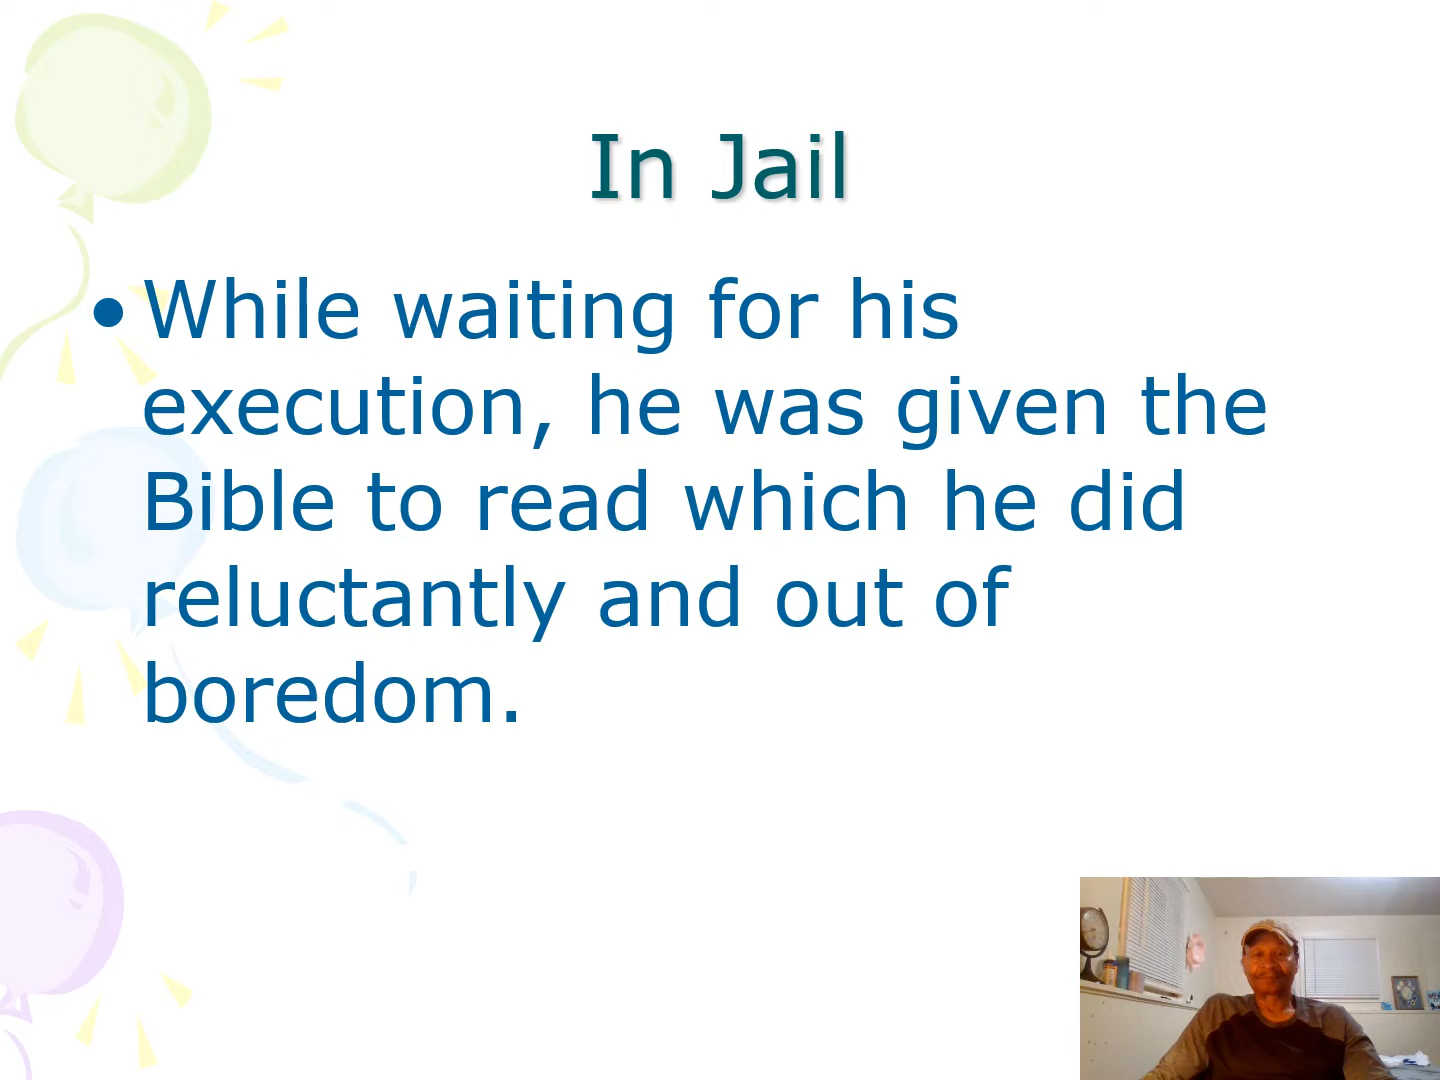 In Jail
• While waiting for his
execution, he was given the
Bible to read which he did
reluctantly and out of
boredom.